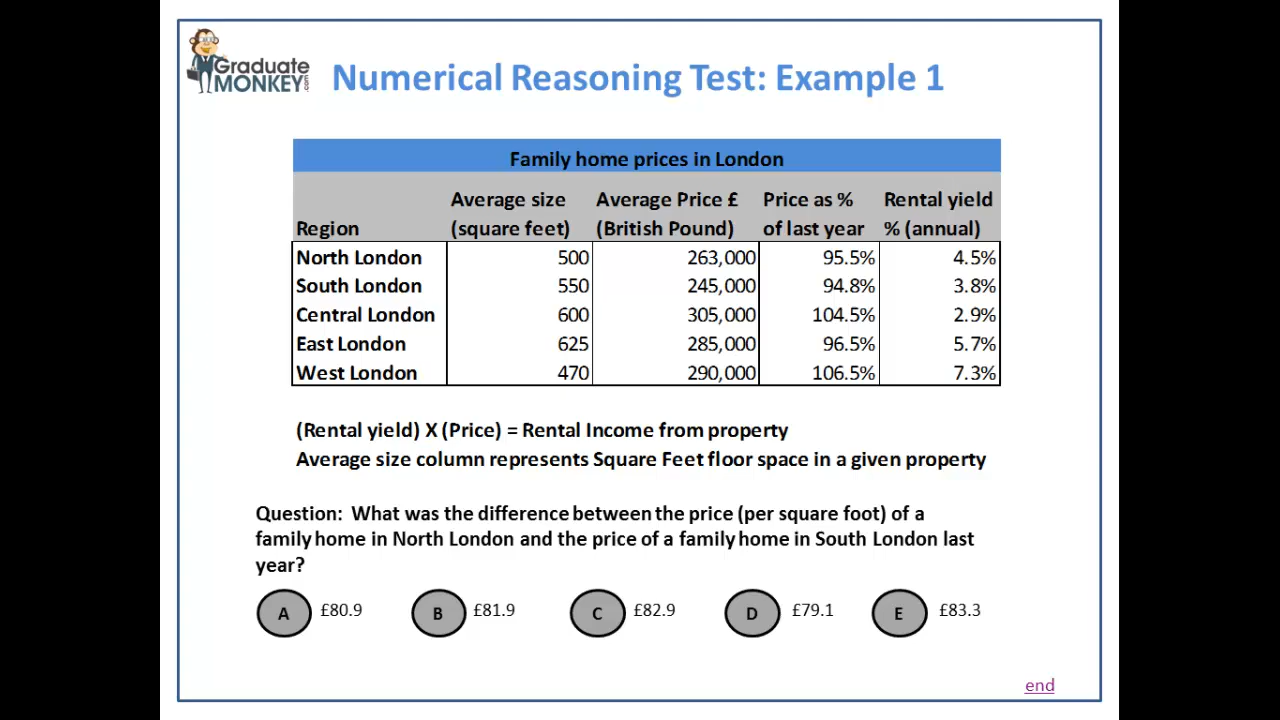 Graduate
MONKEY.com
Numerical Reasoning Test: Example 1
Family home prices in London
Region Average size (square feet) Average Price £ (British Pound) Price as % of last year Rental yield % (annual)
North London 500 263,000 95.5% 4.5%
South London 550 245,000 94.8% 3.8%
Central London 600 305,000 104.5% 2.9%
East London 625 285,000 96.5% 5.7%
West London 470 290,000 106.5% 7.3%
(Rental yield) X (Price) = Rental Income from property
Average size column represents Square Feet floor space in a given property
Question: What was the difference between the price (per square foot) of a
family home in North London and the price of a family home in South London last
year?
A £80.9 B £81.9 C £82.9 D £79.1 E £83.3
end